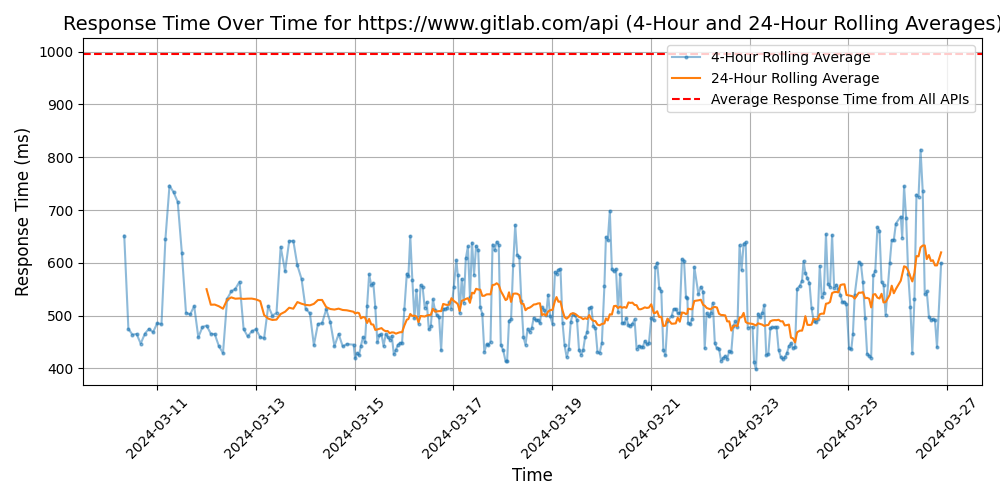 Response Time Over Time for https://www.gitlab.com/api (4-Hour and 24-Hour Rolling Averages)
Response Time (ms)
1000
900
800
700
600
500
400
4-Hour Rolling Average
24-Hour Rolling Average
Average Response Time from All APIs
2024-03-11
2024-03-13
2024-03-15
2024-03-17
2024-03-19
2024-03-21
2024-03-23
2024-03-25
2024-03-27
Time